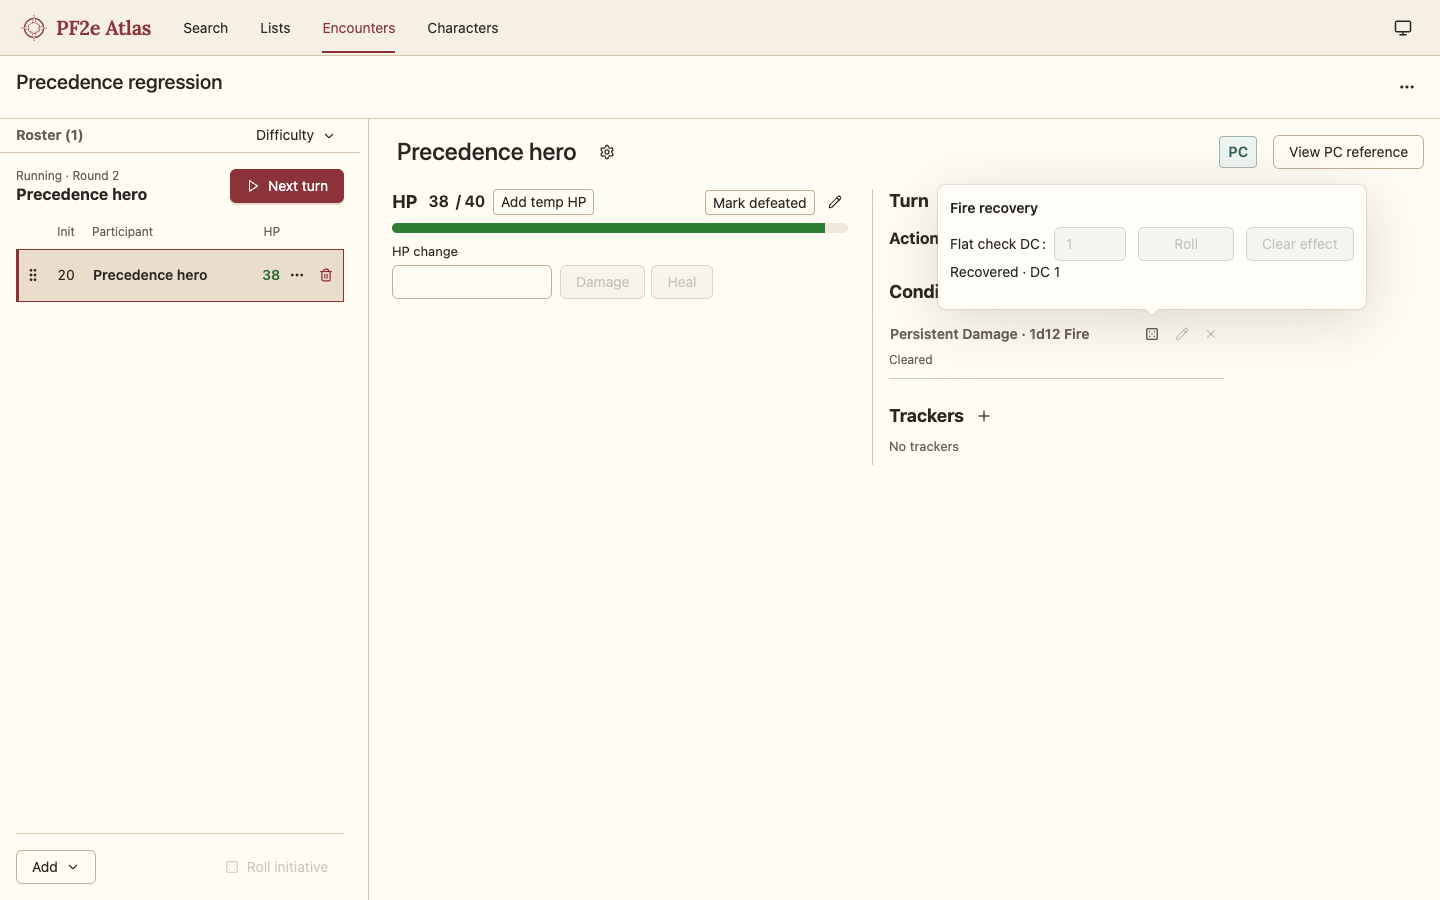 PF2e Atlas
Search
Lists
Encounters
Characters
Precedence regression
Roster (1)
Difficulty
Running · Round 2
Precedence hero
Next turn
Init
Participant
HP
20
Precedence hero
38
Add
Roll initiative
Precedence hero
PC
View PC reference
HP
38 / 40
Add temp HP
Mark defeated
HP change
Damage
Heal
Turn
Action
Condi
Fire recovery
Flat check DC:
1
Roll
Clear effect
Recovered · DC 1
Persistent Damage · 1d12 Fire
Cleared
Trackers
No trackers